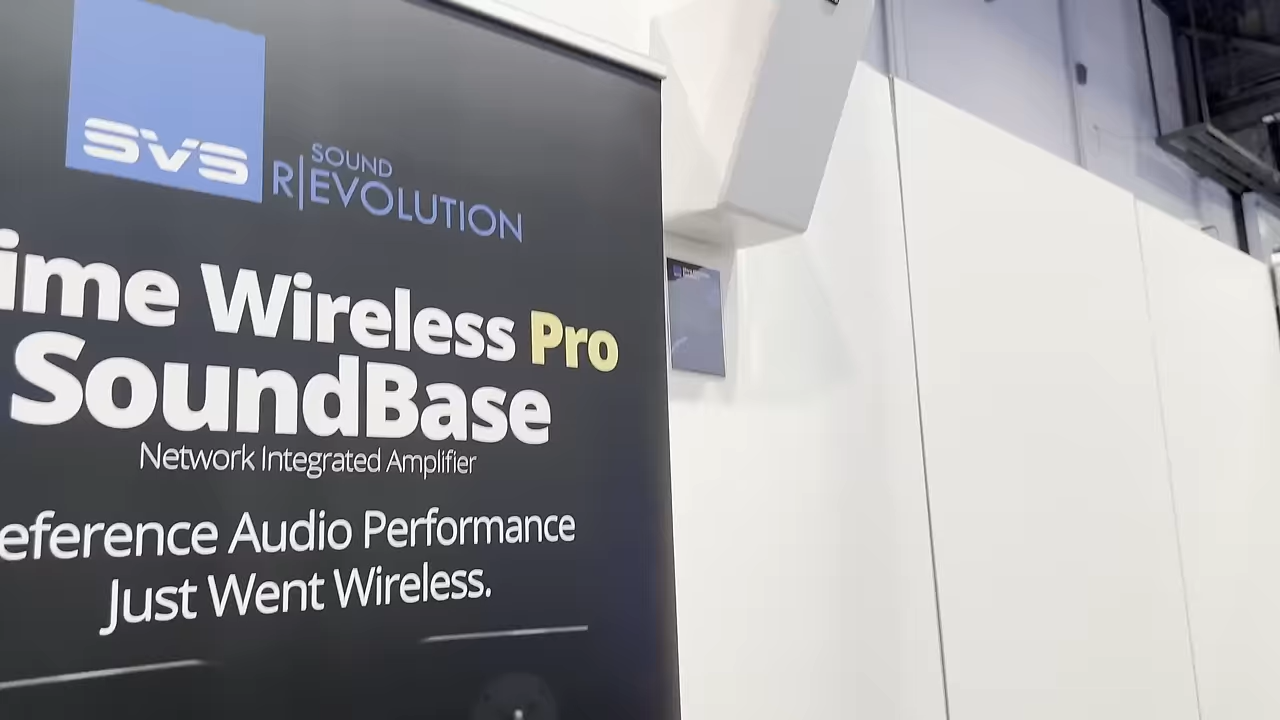 SVS
SOUND
R|EVOLUTION
ime Wireless Pro
SoundBase
Network Integrated Amplifier
eference Audio Performance
Just Went Wireless.